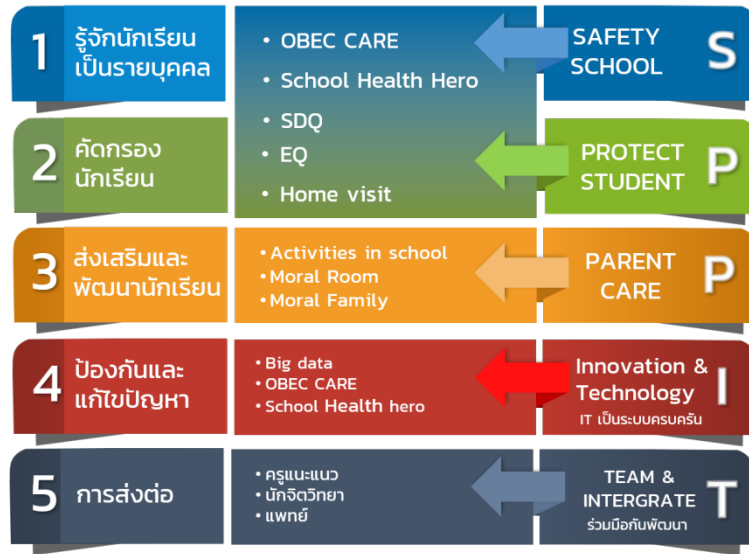 1
รู้จักนักเรียน
เป็นรายบุคคล
• OBEC CARE
• School Health Hero
• SDQ
• EQ
• Home visit
SAFETY
SCHOOL
S
2
คัดกรอง
นักเรียน
PROTECT
STUDENT
P
3
ส่งเสริมและ
พัฒนานักเรียน
• Activities in school
• Moral Room
• Moral Family
PARENT
CARE
P
4
ป้องกันและ
แก้ไขปัญหา
• Big data
• OBEC CARE
• School Health hero
Innovation &
Technology
IT เป็นระบบครบครัน
I
5
การส่งต่อ
• ครูแนะแนว
• นักจิตวิทยา
• แพทย์
TEAM &
INTERGRATE
ร่วมมือกันพัฒนา
T